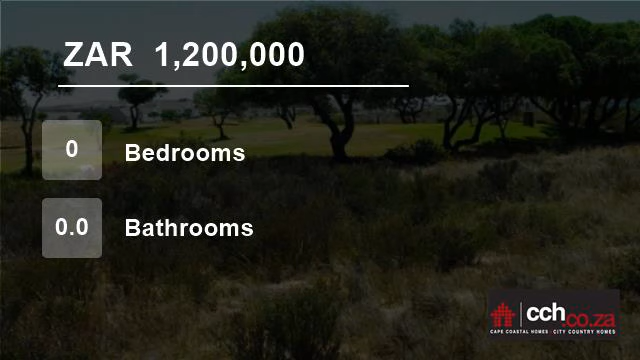 ZAR 1,200,000
0 Bedrooms
0.0 Bathrooms
cch.co.za
CAPE COASTAL HOMES - CITY COUNTRY HOMES